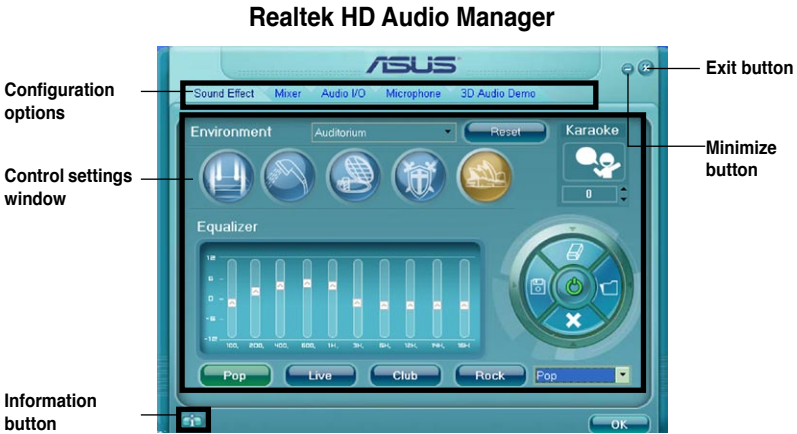 Realtek HD Audio Manager
ASUS
Exit button
Configuration
options
Sound Effect Mixer Audio I/O Microphone 3D Audio Demo
Minimize
button
Control settings
window
Environment Auditorium Reset Karaoke
0
Equalizer
12
6
0
-6
-12
100, 200, 400, 600, 1K, 3K, 6K, 12K, 14K, 16K
Pop Live Club Rock Pop
Information
button
OK